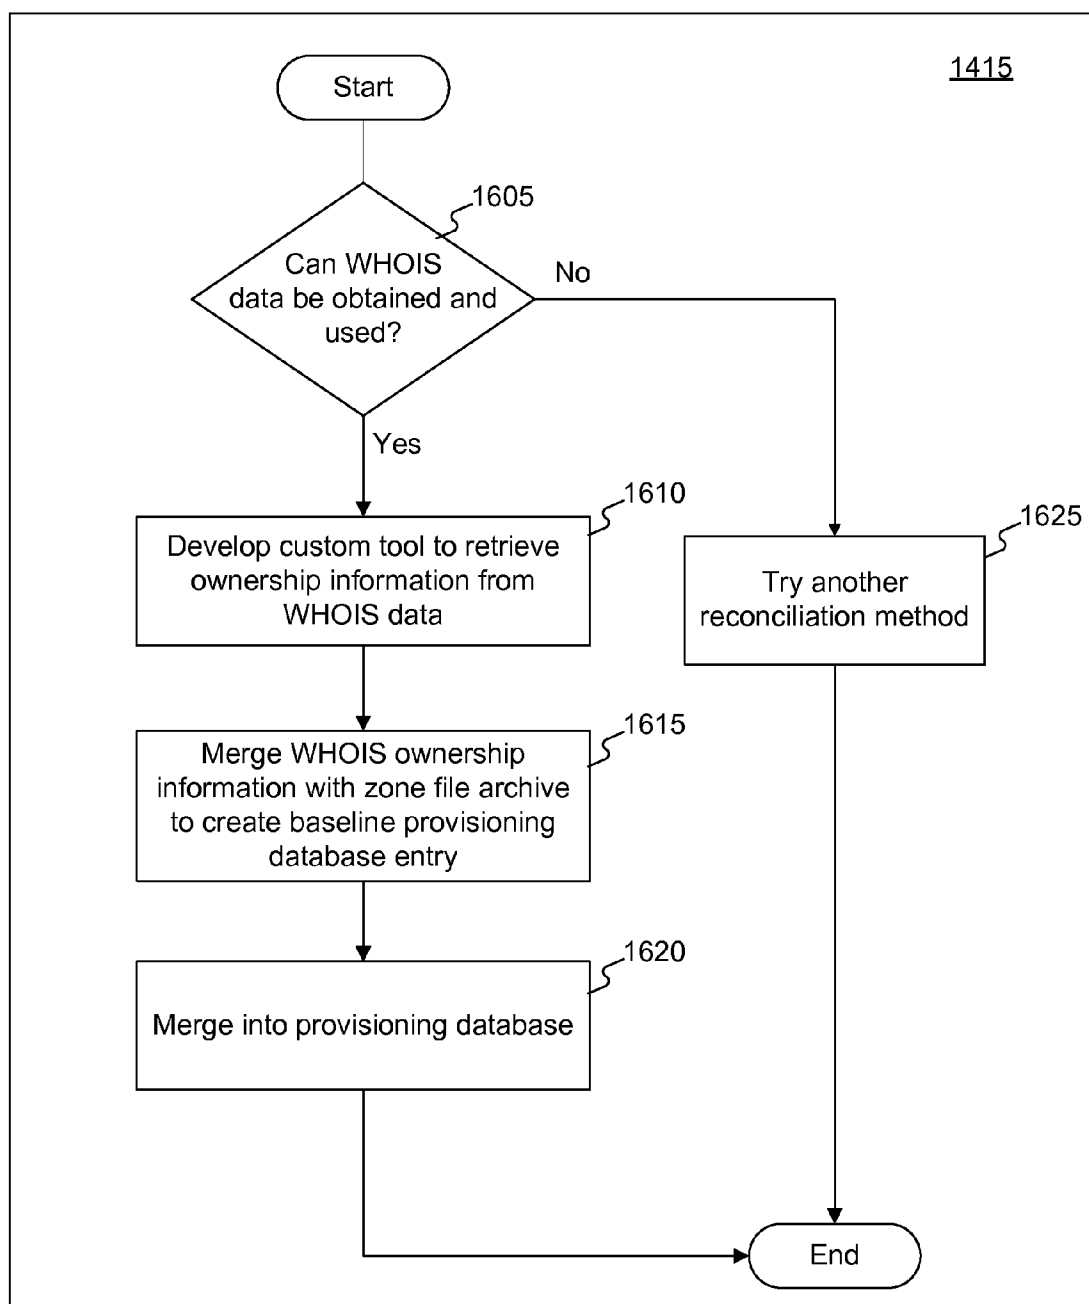 1415
Start
1605
Can WHOIS
data be obtained and
used?
No
Yes
1610
Develop custom tool to retrieve
ownership information from
WHOIS data
1625
Try another
reconciliation method
1615
Merge WHOIS ownership
information with zone file archive
to create baseline provisioning
database entry
1620
Merge into provisioning database
End